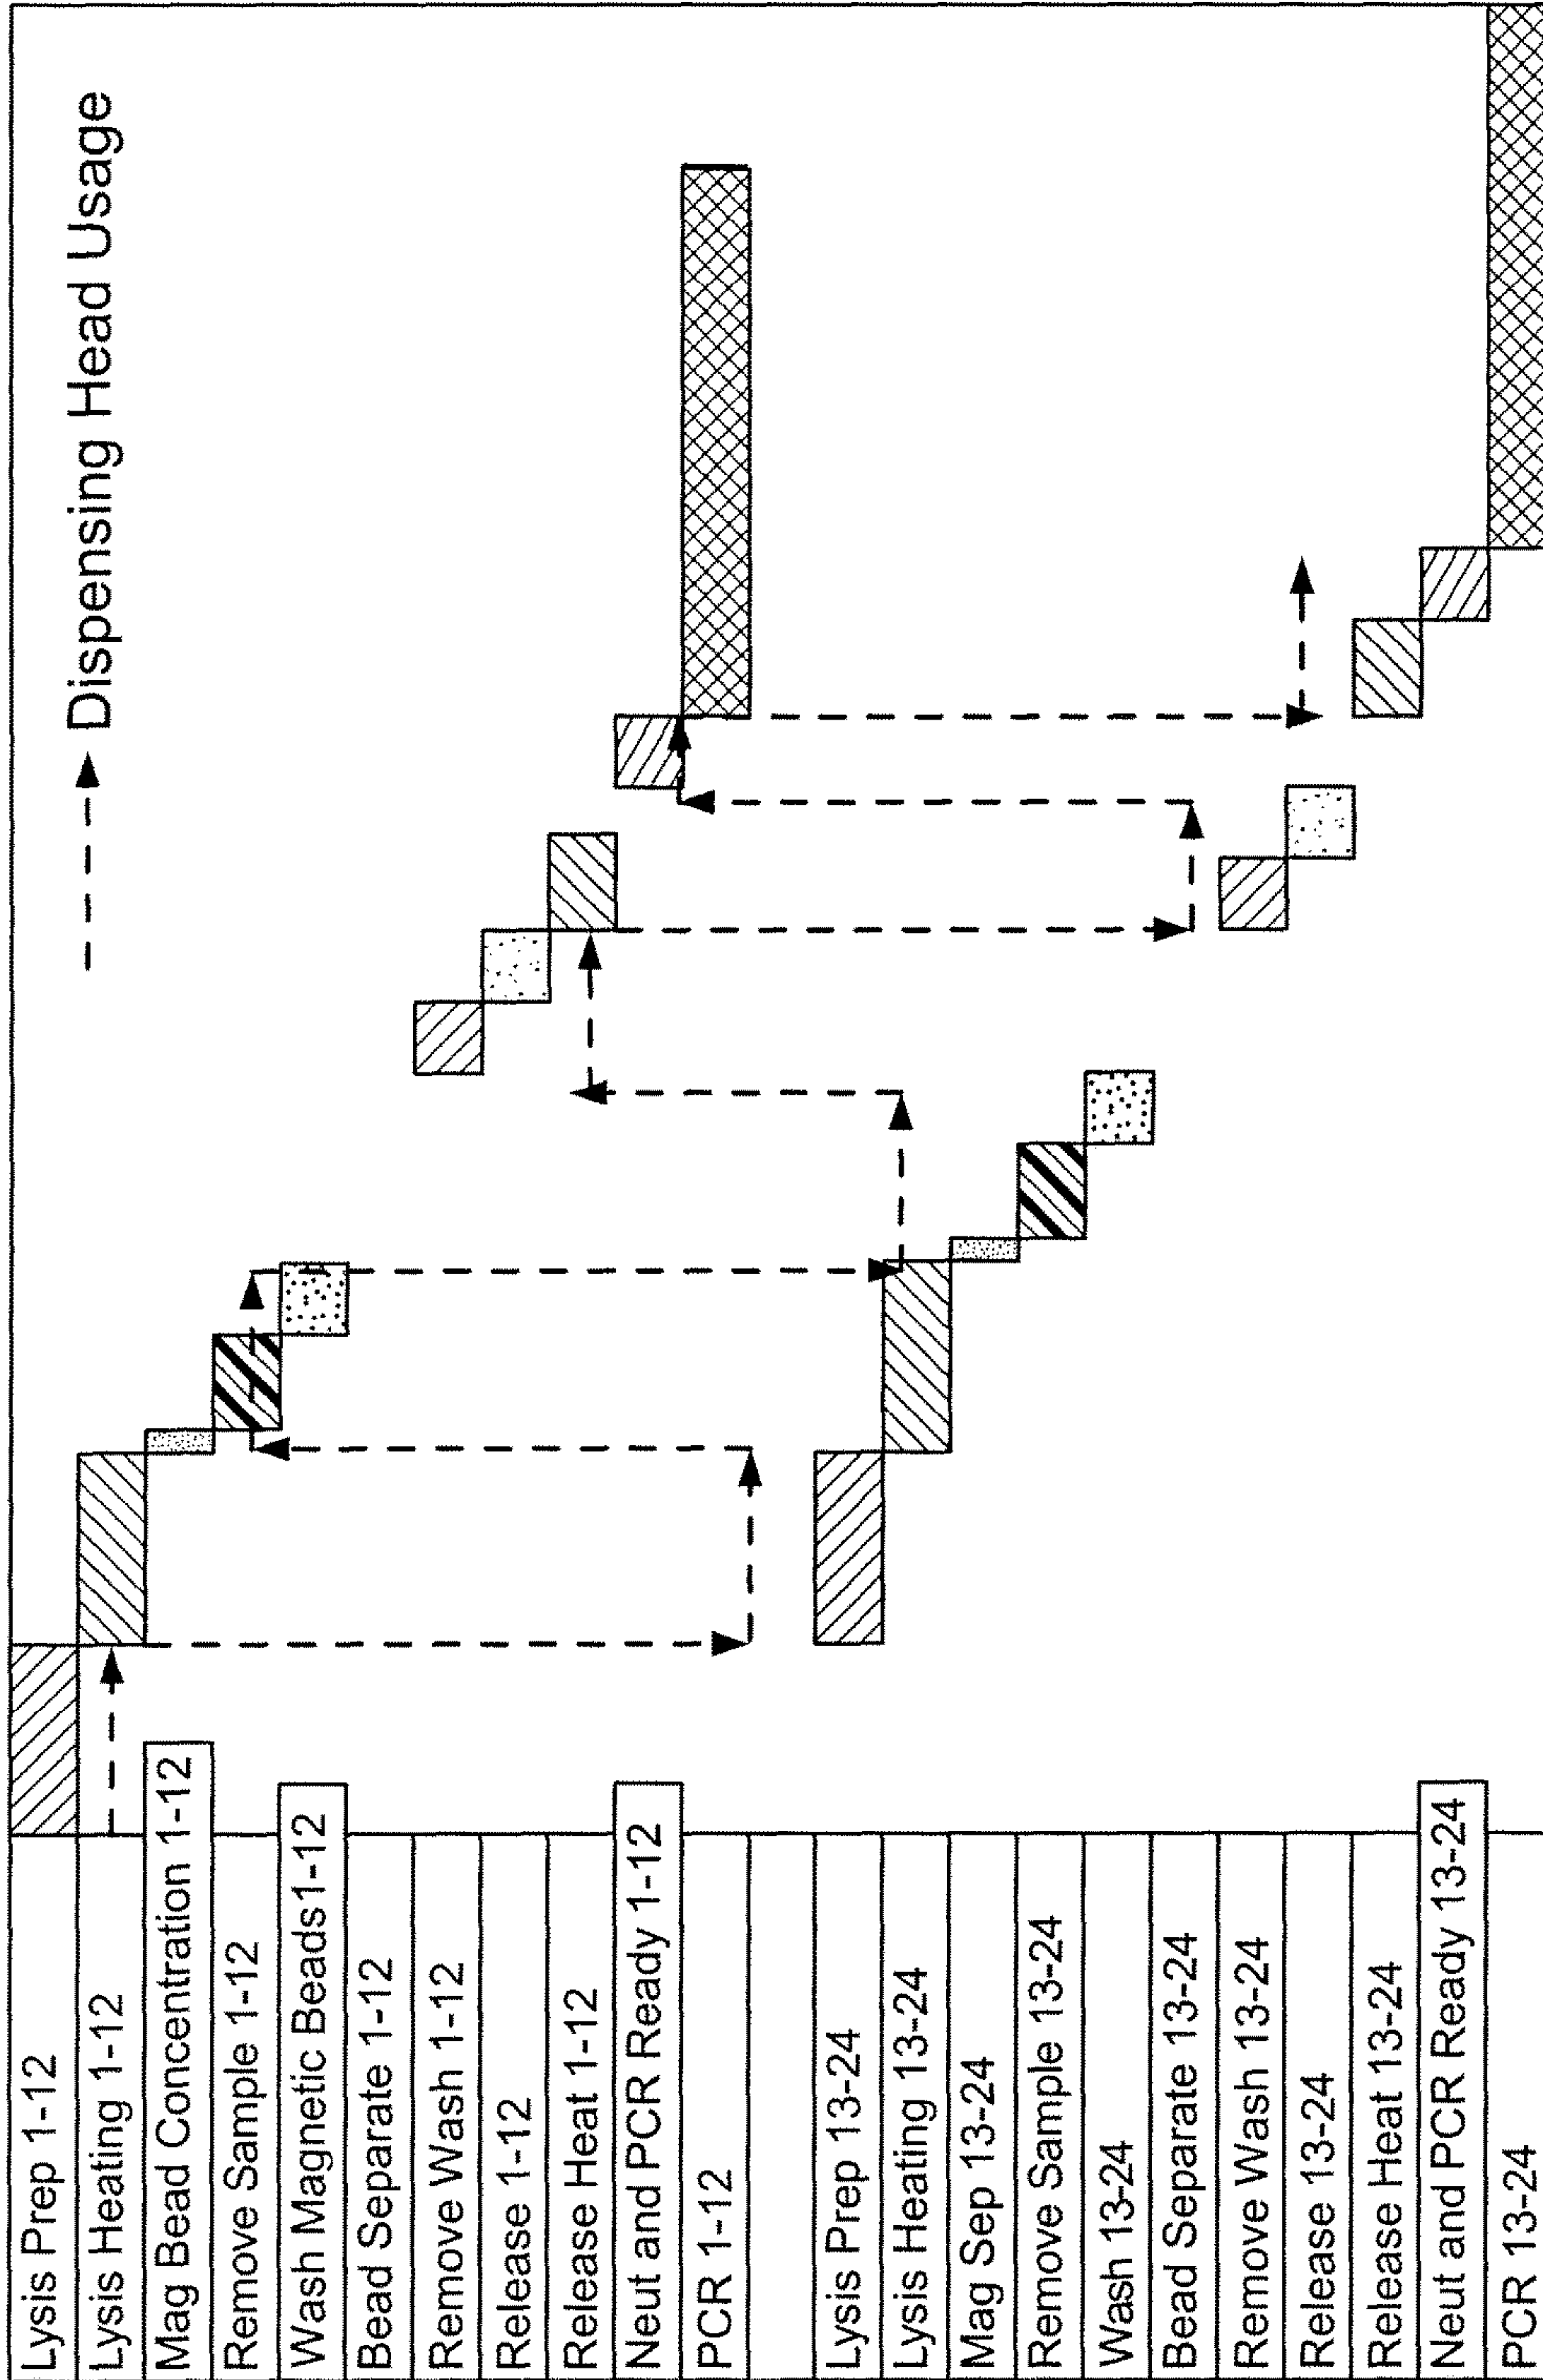 Dispensing Head Usage
Lysis Prep 1-12
Lysis Heating 1-12
Mag Bead Concentration 1-12
Remove Sample 1-12
Wash Magnetic Beads1-12
Bead Separate 1-12
Remove Wash 1-12
Release 1-12
Release Heat 1-12
Neut and PCR Ready 1-12
PCR 1-12
Lysis Prep 13-24
Lysis Heating 13-24
Mag Sep 13-24
Remove Sample 13-24
Wash 13-24
Bead Separate 13-24
Remove Wash 13-24
Release 13-24
Release Heat 13-24
Neut and PCR Ready 13-24
PCR 13-24